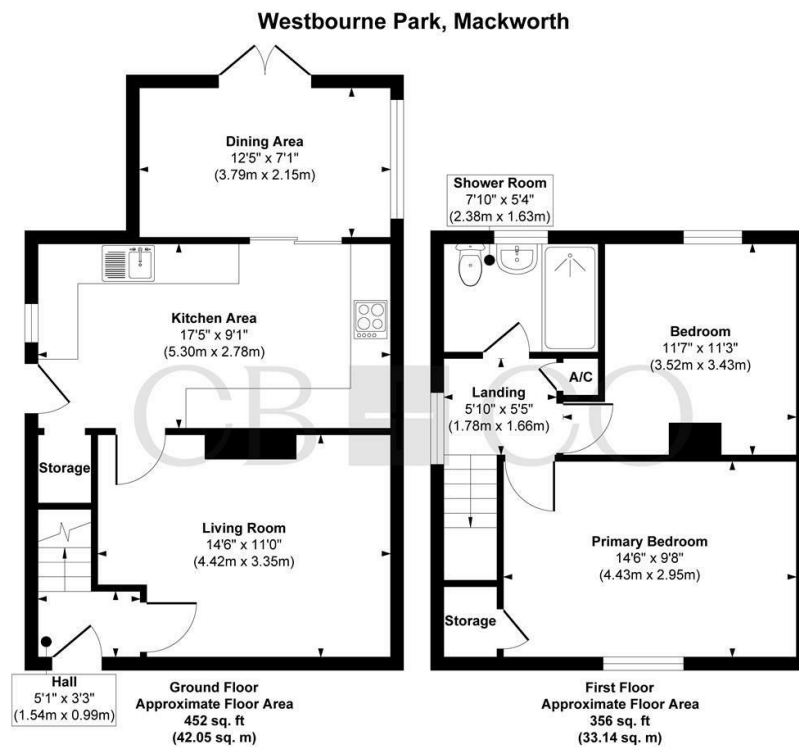 Westbourne Park, Mackworth
Dining Area
12'5" x 7'1"
(3.79m x 2.15m)
Kitchen Area
17'5" x 9'1"
(5.30m x 2.78m)
Storage
Living Room
14'6" x 11'0"
(4.42m x 3.35m)
Hall
5'1" x 3'3"
(1.54m x 0.99m)
Ground Floor
Approximate Floor Area
452 sq. ft
(42.05 sq. m)
Shower Room
7'10" x 5'4"
(2.38m x 1.63m)
Bedroom
11'7" x 11'3"
(3.52m x 3.43m)
A/C
Landing
5'10" x 5'5"
(1.78m x 1.66m)
Primary Bedroom
14'6" x 9'8"
(4.43m x 2.95m)
Storage
First Floor
Approximate Floor Area
356 sq. ft
(33.14 sq. m)
CB+CO